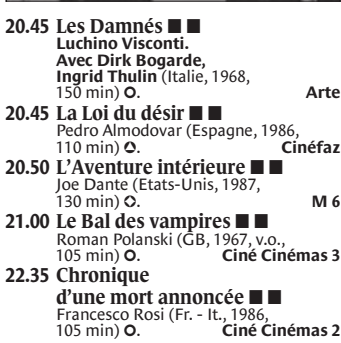 20.45 Les Damnés ■ ■
Luchino Visconti.
Avec Dirk Bogarde,
Ingrid Thulin (Italie, 1968,
150 min) O. Arte
20.45 La Loi du désir ■ ■
Pedro Almodovar (Espagne, 1986,
110 min) O. Cinéfaz
20.50 L’Aventure intérieure ■ ■
Joe Dante (Etats-Unis, 1987,
130 min) O. M 6
21.00 Le Bal des vampires ■ ■
Roman Polanski (GB, 1967, v.o.,
105 min) O. Ciné Cinémas 3
22.35 Chronique
d’une mort annoncée ■ ■
Francesco Rosi (Fr. - It., 1986,
105 min) O. Ciné Cinémas 2